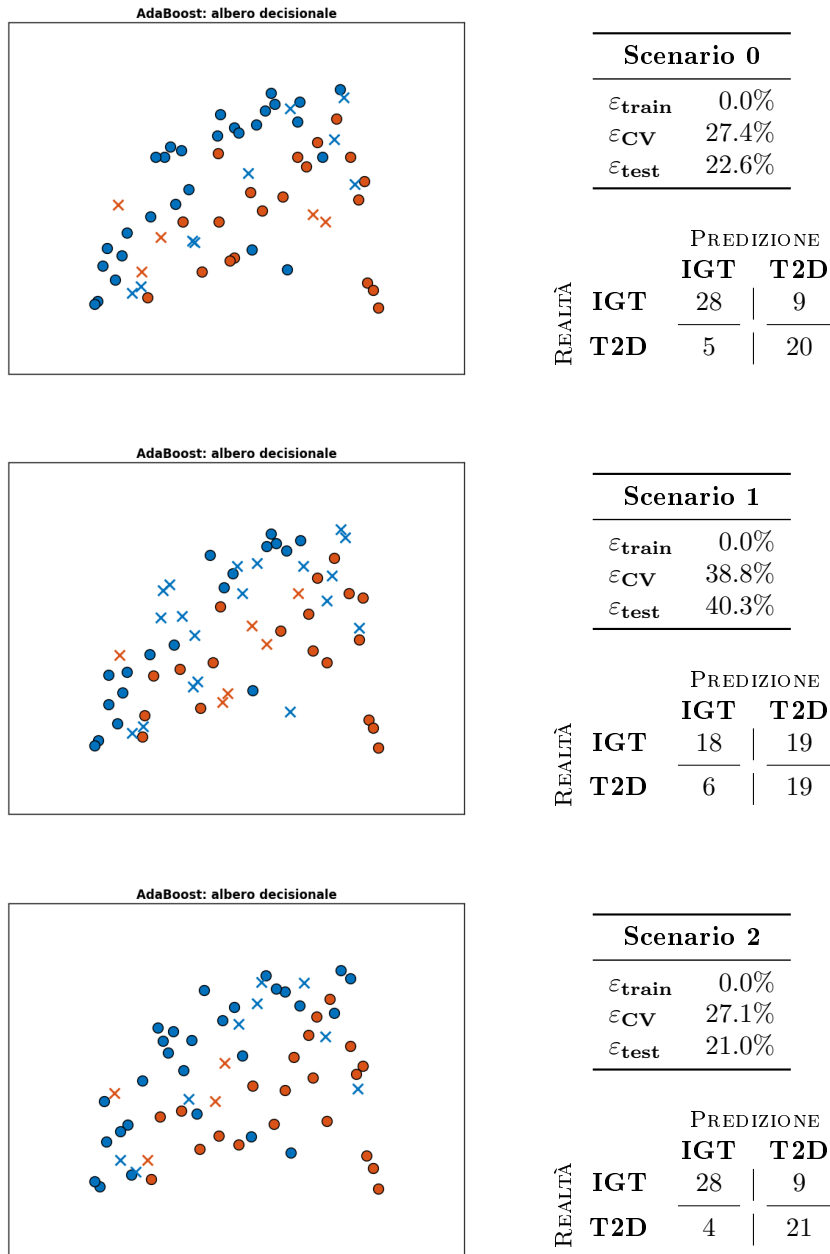 AdaBoost: albero decisionale
Scenario 0
εtrain 0.0%
εCV 27.4%
εtest 22.6%
PREDIZIONE
IGT T2D
REALTÀ
IGT 28 9
T2D 5 20
AdaBoost: albero decisionale
Scenario 1
εtrain 0.0%
εCV 38.8%
εtest 40.3%
PREDIZIONE
IGT T2D
REALTÀ
IGT 18 19
T2D 6 19
AdaBoost: albero decisionale
Scenario 2
εtrain 0.0%
εCV 27.1%
εtest 21.0%
PREDIZIONE
IGT T2D
REALTÀ
IGT 28 9
T2D 4 21